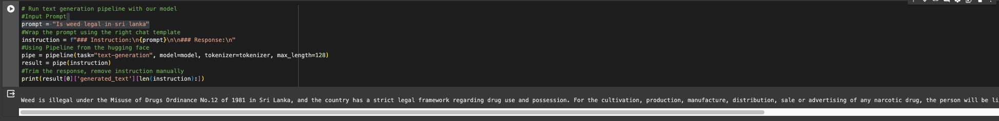 # Run text generation pipeline with our model
#Input Prompt
prompt = "Is weed legal in sri lanka"
#Wrap the prompt using the right chat template
instruction = f"### Instruction:\n{prompt}\n\n### Response:\n"
#Using Pipeline from the hugging face
pipe = pipeline(task="text-generation", model=model, tokenizer=tokenizer, max_length=128)
result = pipe(instruction)
#Trim the response, remove instruction manually
print(result[0]['generated_text'][len(instruction):])
Weed is illegal under the Misuse of Drugs Ordinance No.12 of 1981 in Sri Lanka, and the country has a strict legal framework regarding drug use and possession. For the cultivation, production, manufacture, distribution, sale or advertising of any narcotic drug, the person will be li